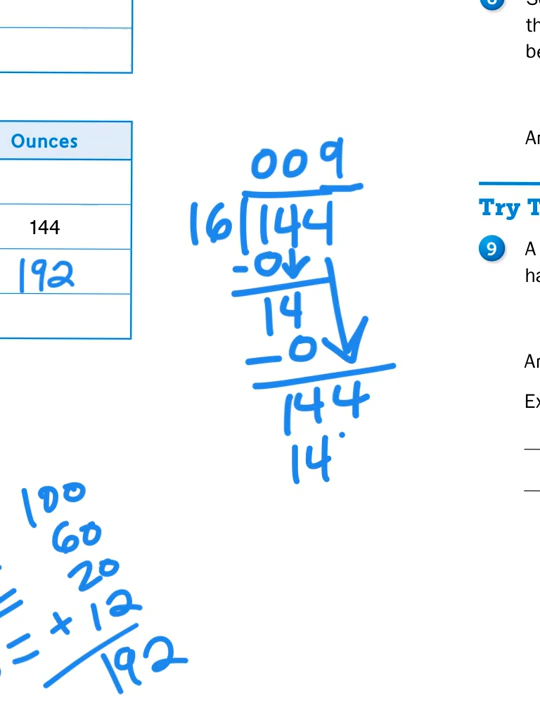 Ounces
144
192
009
16)144
-0
14
-0
144
14
100
60
20
=
+12
=
192
th
be
An
Try T
9 A
ha
An
Ex